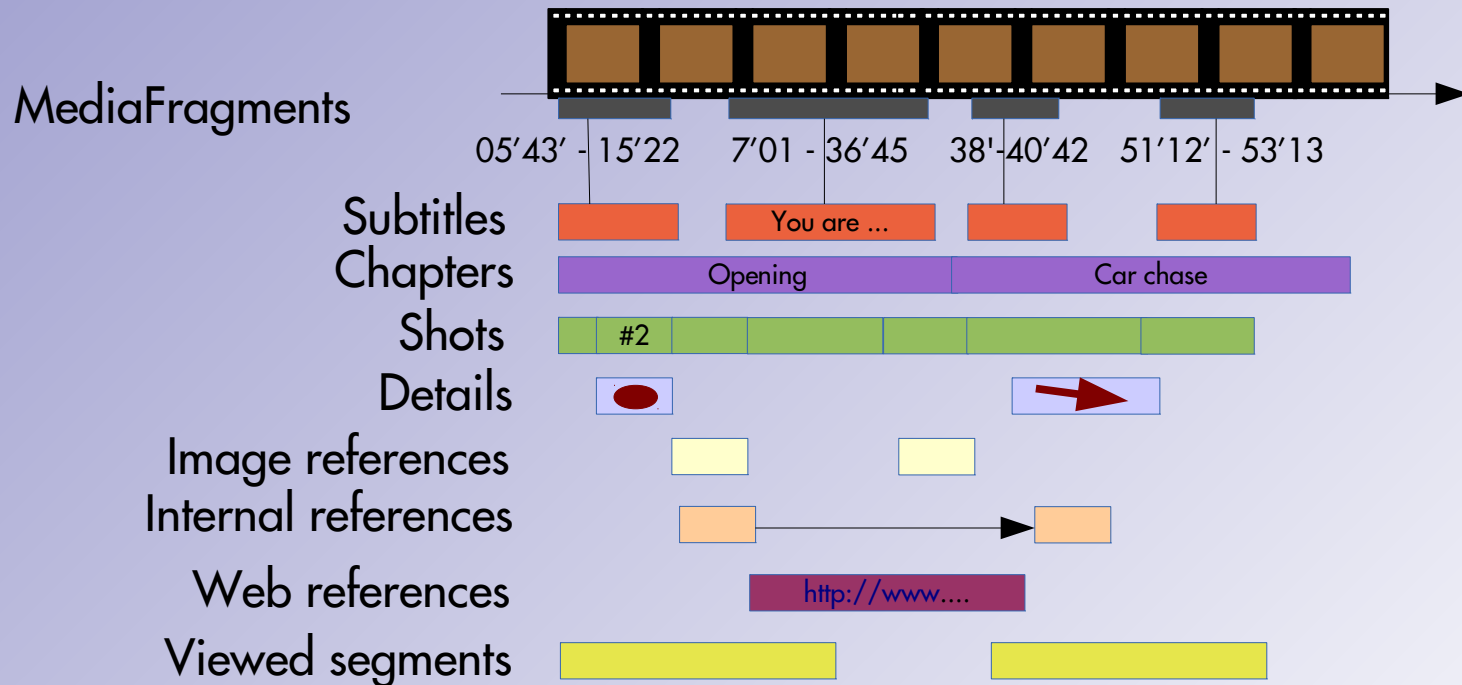 MediaFragments
05’43’ - 15’22 7’01 - 36’45 38'-40’42 51’12’ - 53’13
Subtitles You are ...
Chapters Opening Car chase
Shots #2
Details
Image references
Internal references
Web references http://www....
Viewed segments